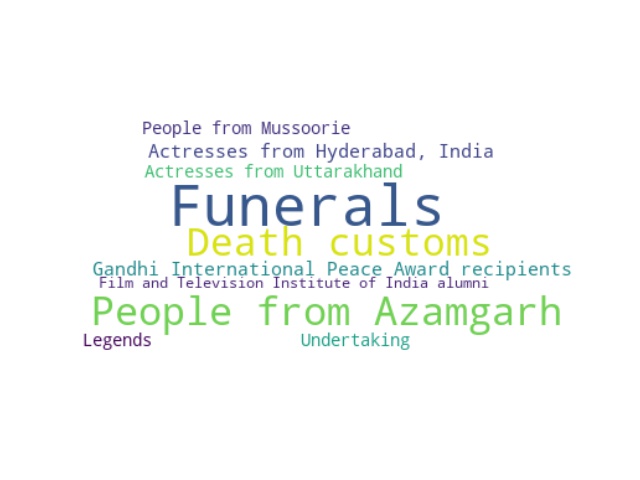 People from Mussoorie
Actresses from Hyderabad, India
Actresses from Uttarakhand
Funerals
Death customs
Gandhi International Peace Award recipients
Film and Television Institute of India alumni
People from Azamgarh
Legends
Undertaking